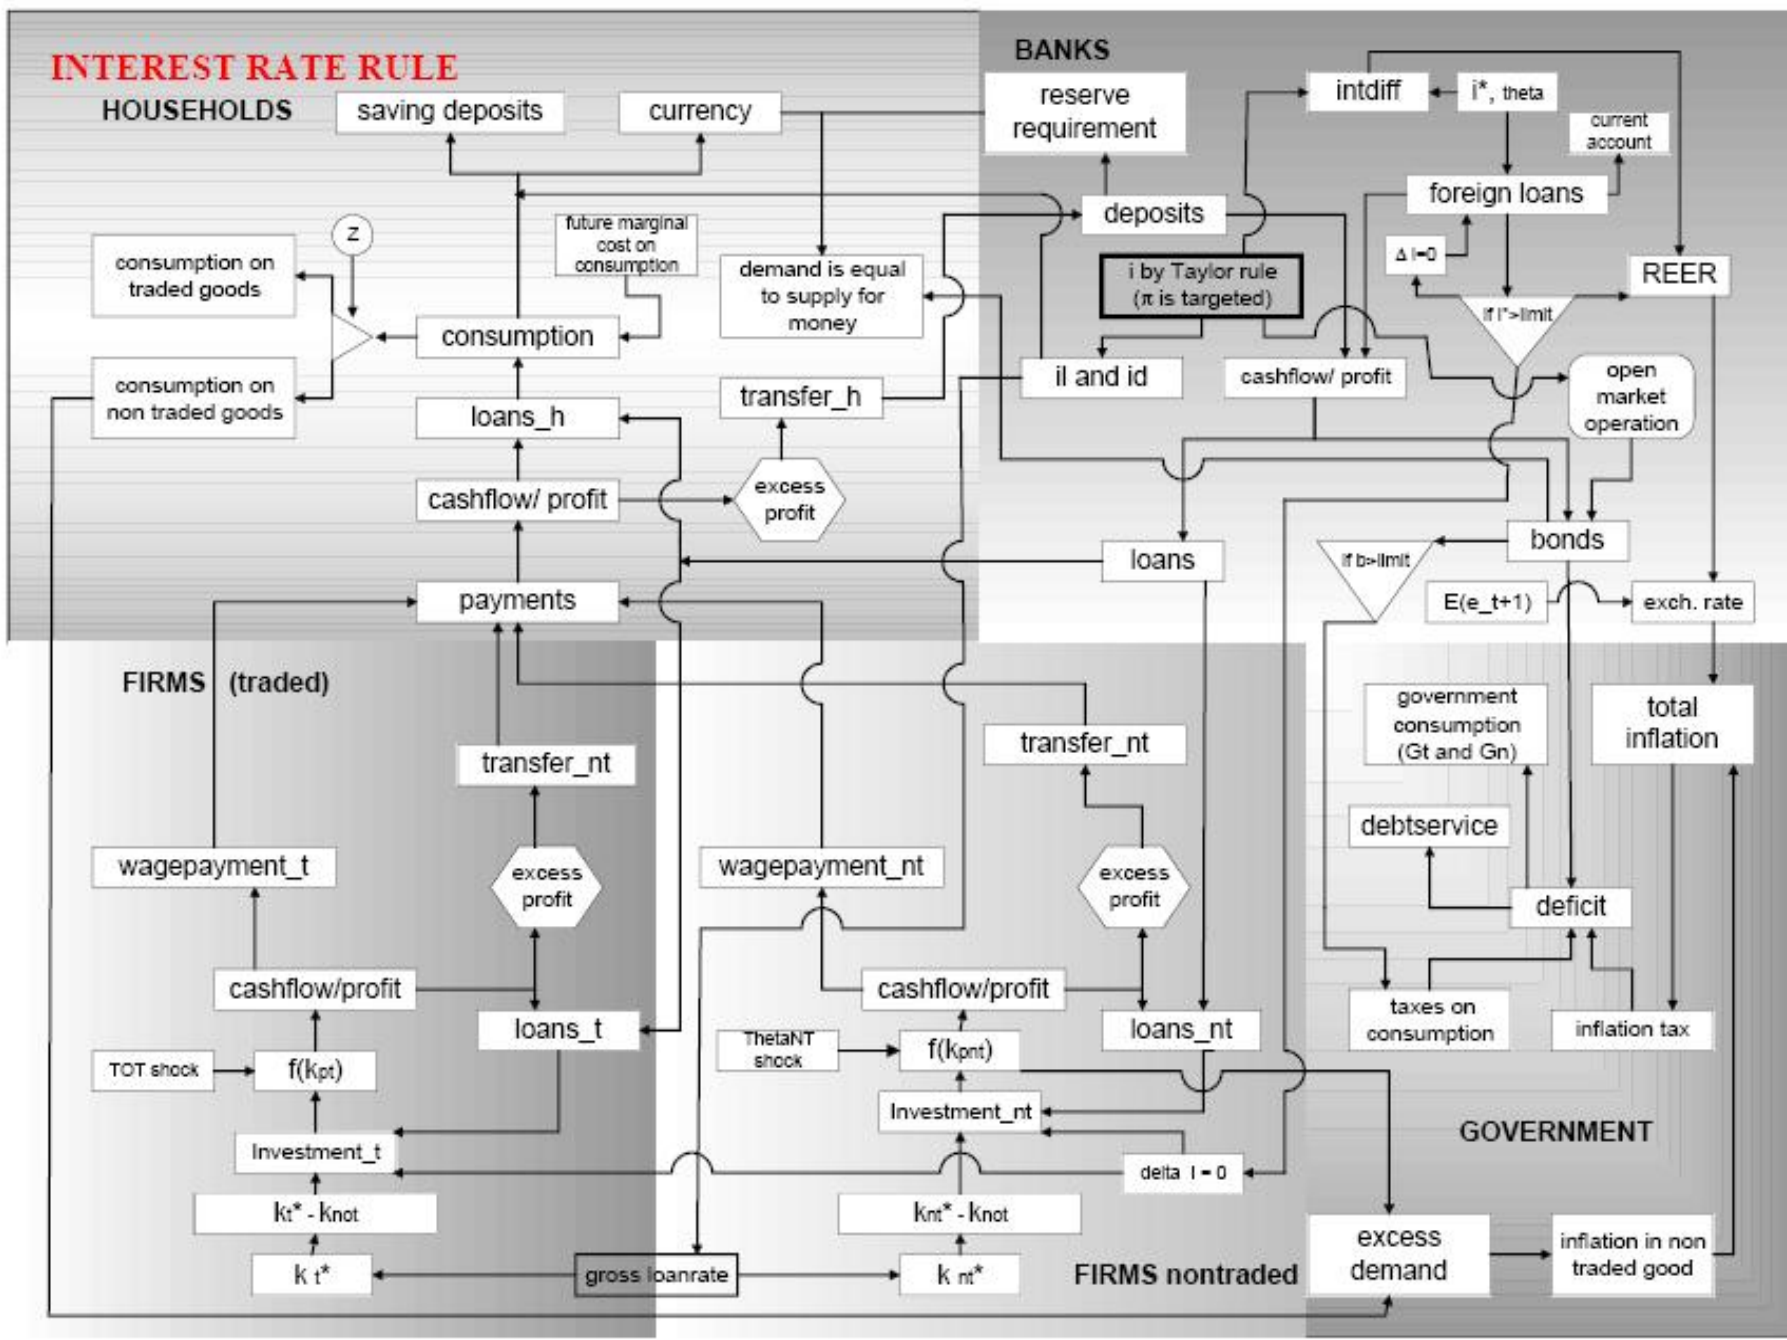 INTEREST RATE RULE
HOUSEHOLDS
saving deposits
currency
z
consumption on
traded goods
future marginal
cost on
consumption
demand is equal
to supply for
money
consumption
consumption on
non traded goods
loans_h
transfer_h
cashflow/ profit
excess
profit
payments
BANKS
reserve
requirement
intdiff
i*, theta
current
account
foreign loans
deposits
Δ I=0
REER
i by Taylor rule
(π is targeted)
if l*>limit
il and id
cashflow/ profit
open
market
operation
loans
if b>limit
bonds
E(e_t+1)
exch. rate
FIRMS (traded)
transfer_nt
wagepayment_t
excess
profit
cashflow/profit
loans_t
TOT shock
f(kpt)
Investment_t
kt* - knot
k t*
gross loanrate
transfer_nt
wagepayment_nt
excess
profit
cashflow/profit
loans_nt
ThetaNT
shock
f(kpnt)
Investment_nt
delta I = 0
knt* - knot
k nt*
FIRMS nontraded
government
consumption
(Gt and Gn)
total
inflation
debtservice
deficit
taxes on
consumption
inflation tax
GOVERNMENT
excess
demand
inflation in non
traded good